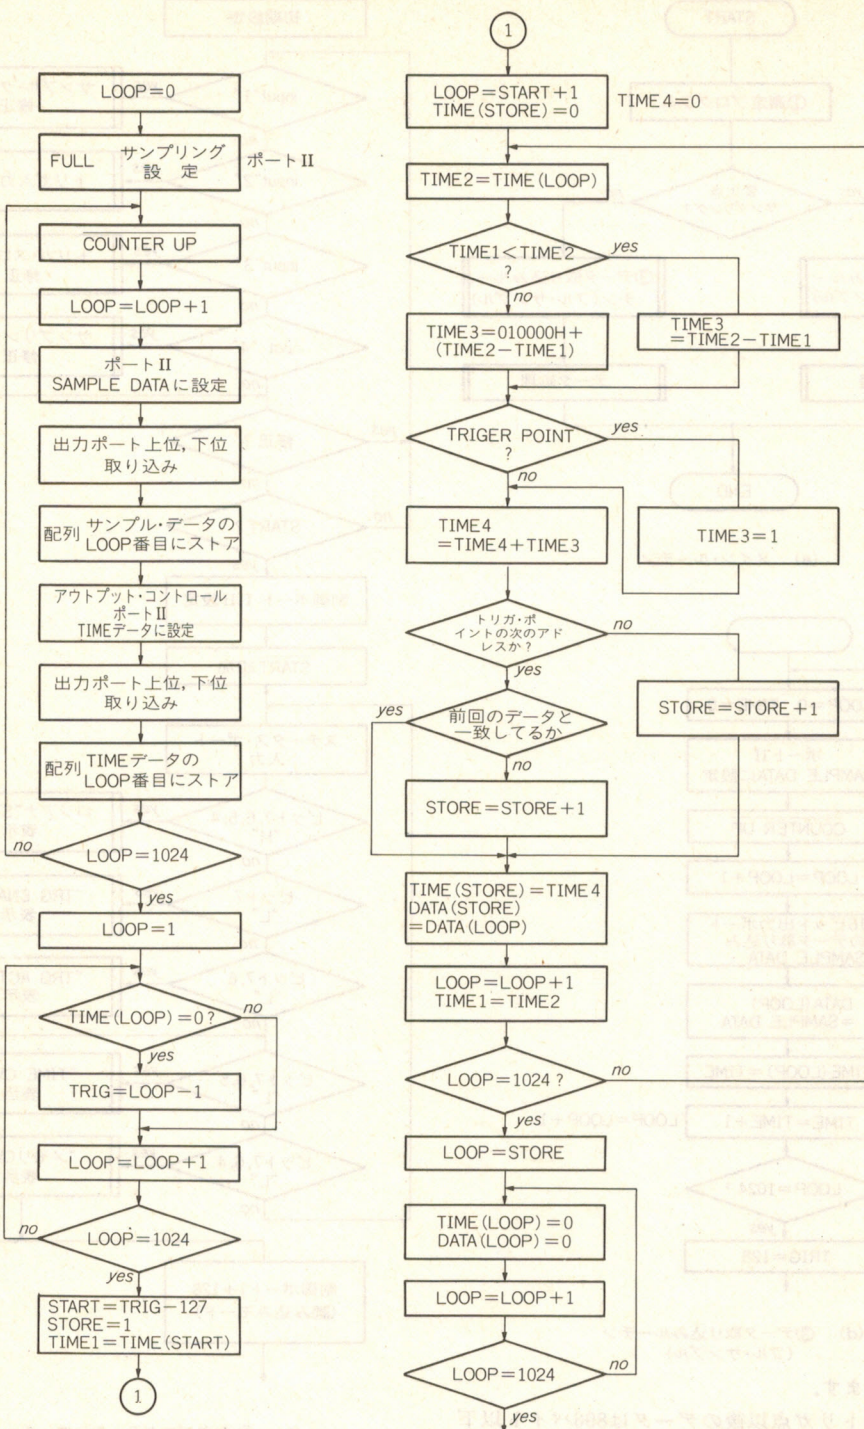 LOOP=0
FULL サンプリング
設 定
ポートII
COUNTER UP
LOOP=LOOP+1
ポートII
SAMPLE DATAに設定
出力ポート上位,下位
取り込み
配列 サンプル・データの
LOOP番目にストア
アウトプット・コントロール
ポートII
TIMEデータに設定
出力ポート上位,下位
取り込み
配列 TIMEデータの
LOOP番目にストア
no
LOOP=1024
yes
LOOP=1
TIME(LOOP)=0?
no
yes
TRIG=LOOP-1
LOOP=LOOP+1
no
LOOP=1024
yes
START=TRIG-127
STORE=1
TIME1=TIME(START)
1
1
LOOP=START+1
TIME(STORE)=0
TIME4=0
TIME2=TIME(LOOP)
TIME1<TIME2
?
yes
no
TIME3=010000H+
(TIME2-TIME1)
TIME3
=TIME2-TIME1
TRIGER POINT
?
yes
no
TIME4
=TIME4+TIME3
TIME3=1
トリガ・ポ
イントの次のアド
レスか?
no
yes
STORE=STORE+1
yes
前回のデータと
一致してるか
no
STORE=STORE+1
TIME(STORE)=TIME4
DATA(STORE)
=DATA(LOOP)
LOOP=LOOP+1
TIME1=TIME2
LOOP=1024?
no
yes
LOOP=STORE
TIME(LOOP)=0
DATA(LOOP)=0
LOOP=LOOP+1
LOOP=1024
no
yes